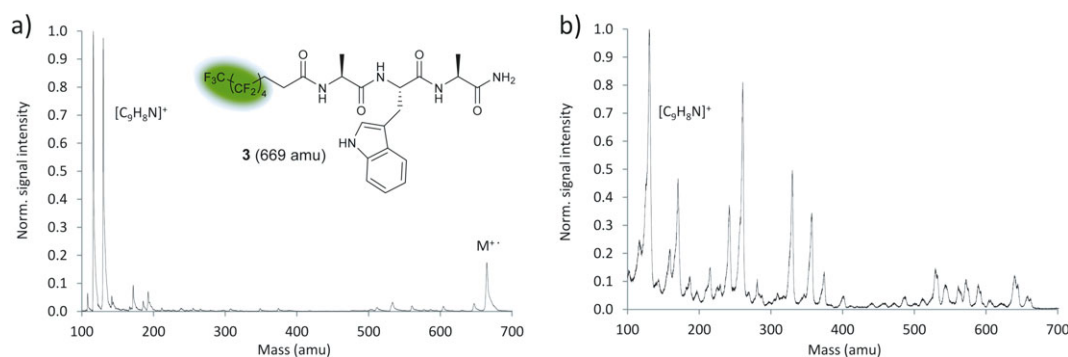 a)
Norm. signal intensity
1.0
0.9
0.8
0.7
0.6
0.5
0.4
0.3
0.2
0.1
0.0
100 200 300 400 500 600 700
Mass (amu)
[C₉H₈N]⁺
F₃C (CF₂)₄
O
N
H
O
H
N
O
N
H
O
NH₂
HN
3 (669 amu)
M⁺·
b)
Norm. signal intensity
1.0
0.9
0.8
0.7
0.6
0.5
0.4
0.3
0.2
0.1
0.0
100 200 300 400 500 600 700
Mass (amu)
[C₉H₈N]⁺